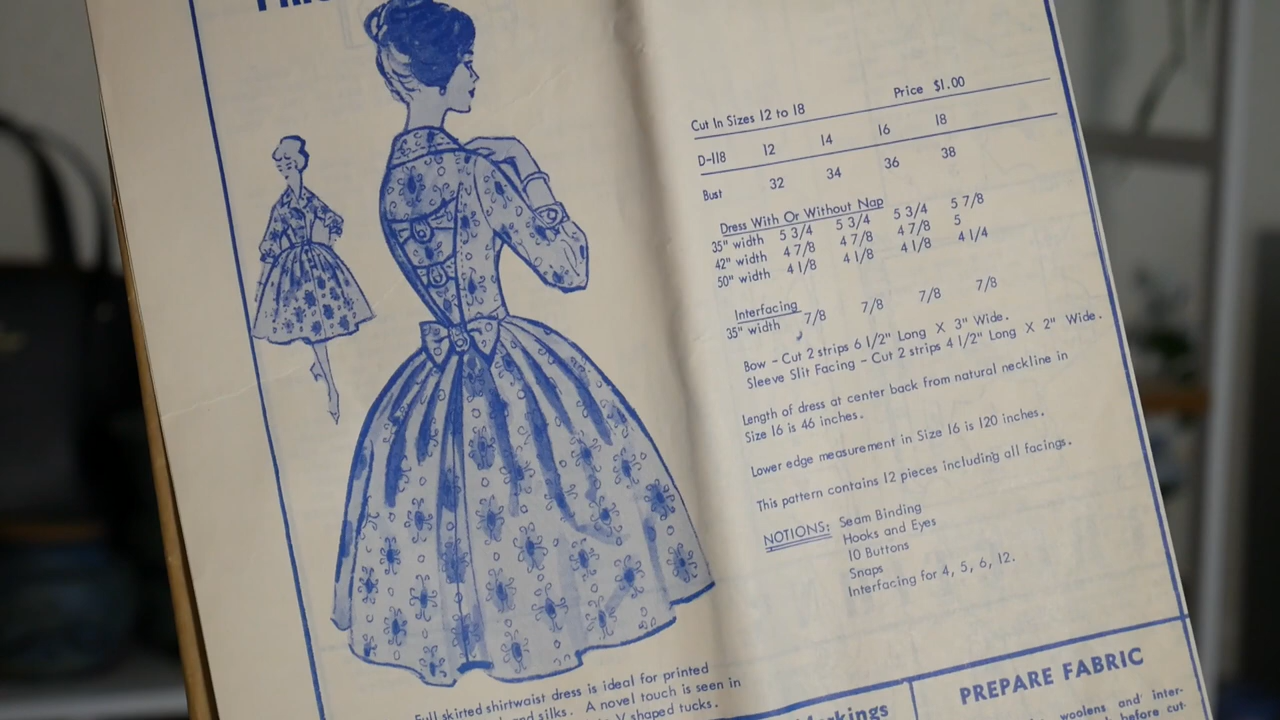 Cut In Sizes 12 to 18 Price $1.00
D-118 12 14 16 18
Bust 32 34 36 38
Dress With Or Without Nap
35" width 5 3/4 5 3/4 5 3/4 5 7/8
42" width 4 7/8 4 7/8 4 7/8 5
50" width 4 1/8 4 1/8 4 1/8 4 1/4
Interfacing
35" width 7/8 7/8 7/8 7/8
Bow - Cut 2 strips 6 1/2" Long X 3" Wide.
Sleeve Slit Facing - Cut 2 strips 4 1/2" Long X 2" Wide.
Length of dress at center back from natural neckline in
Size 16 is 46 inches.
Lower edge measurement in Size 16 is 120 inches.
This pattern contains 12 pieces including all facings.
NOTIONS: Seam Binding
Hooks and Eyes
10 Buttons
Snaps
Interfacing for 4, 5, 6, 12.
Full skirted shirtwaist dress is ideal for printed
and silks. A novel touch is seen in
V shaped tucks.
PREPARE FABRIC
woolens and inter-
before cut-